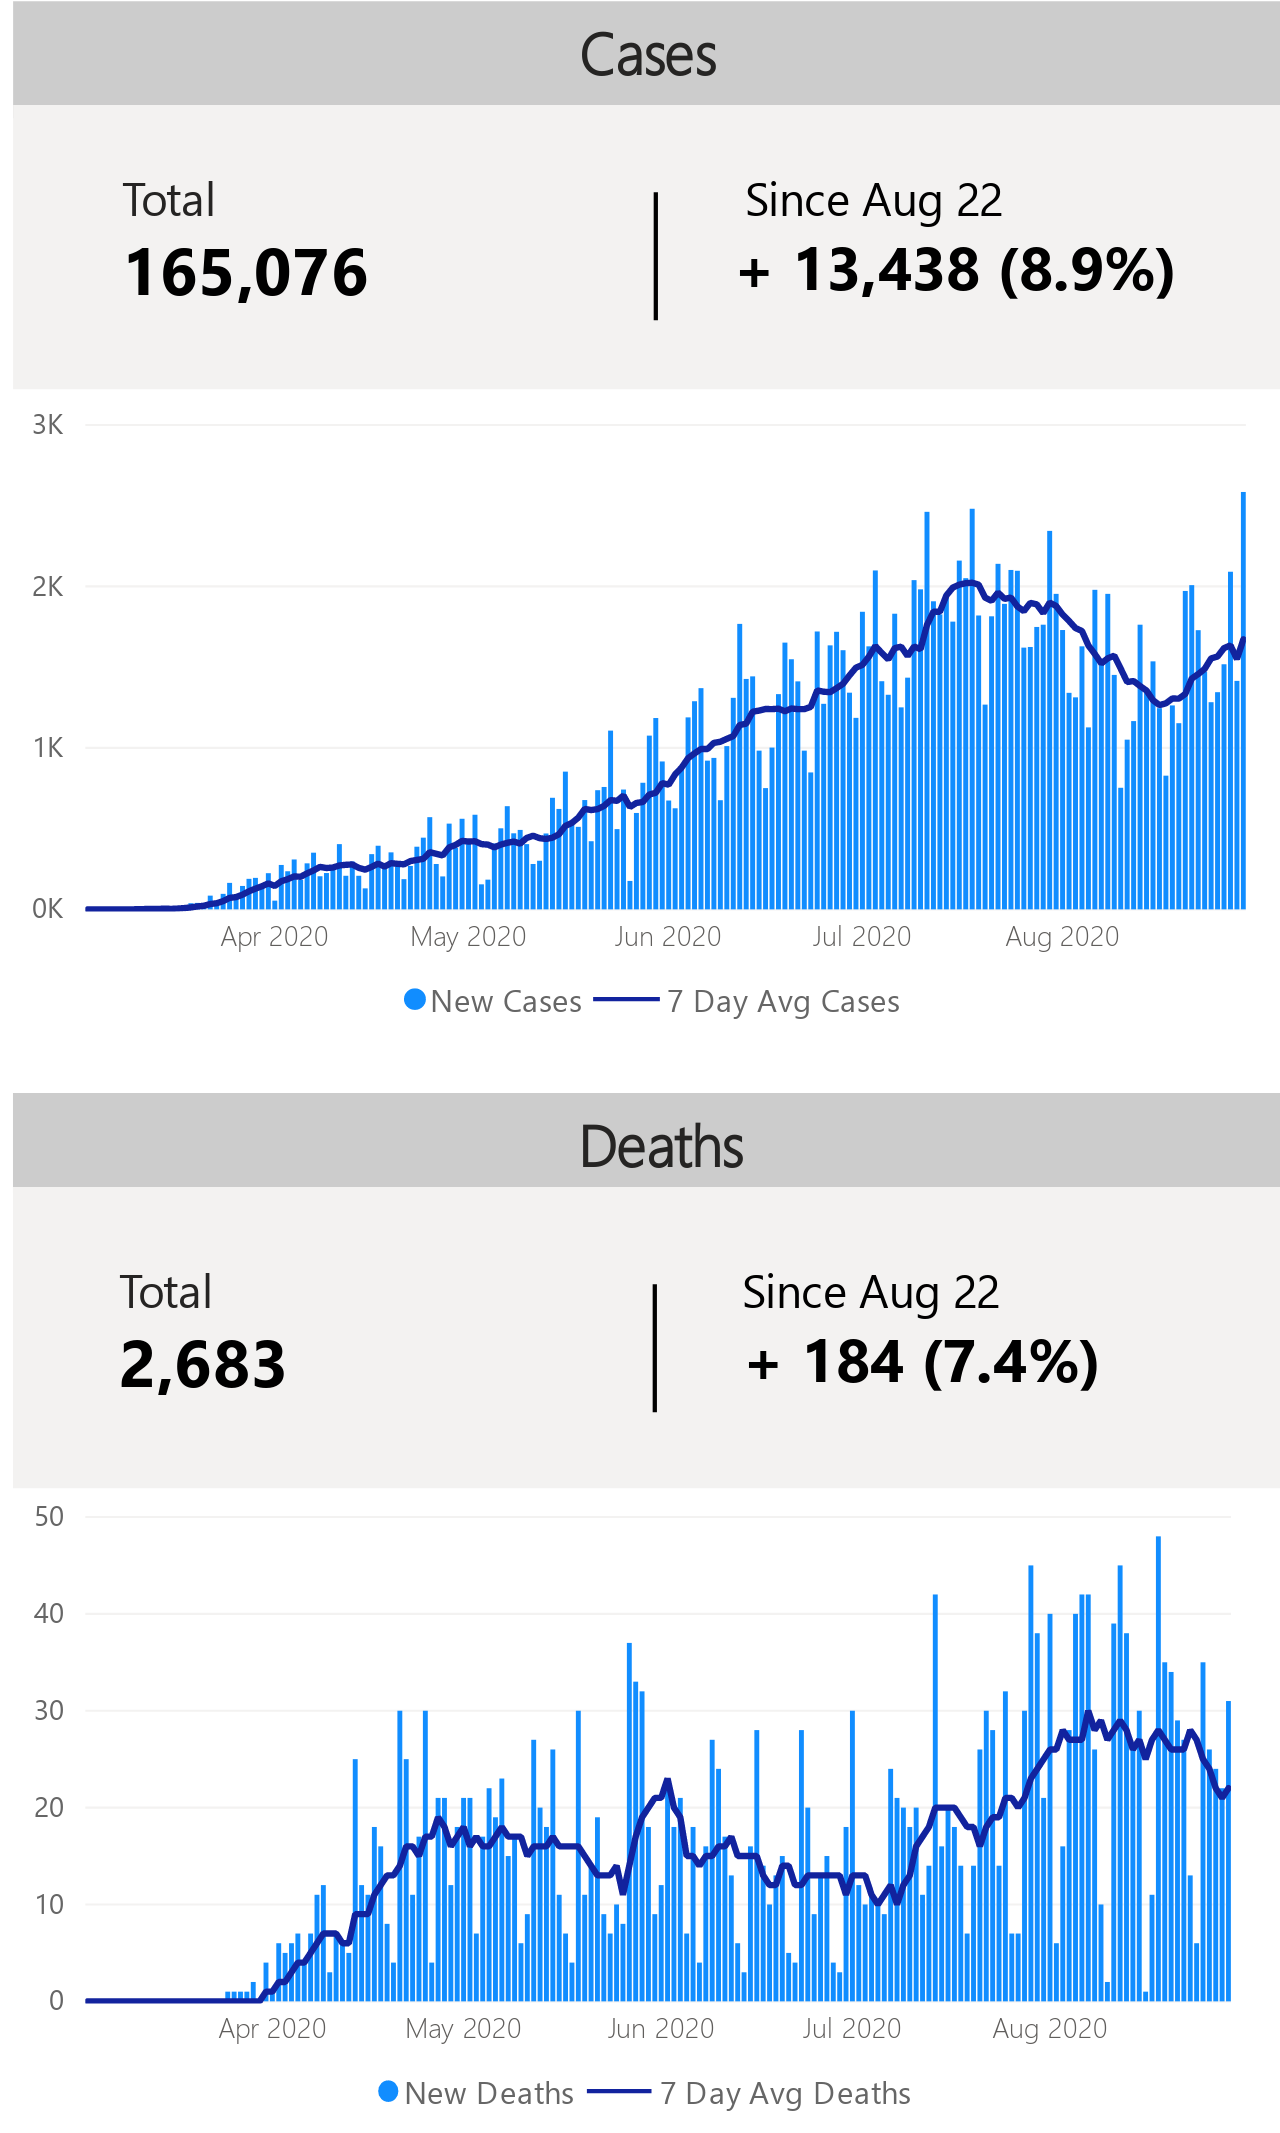 Cases
Total
Since Aug 22
165,076
+ 13,438 (8.9%)
3K
2K
1K
0K
Apr 2020 May 2020 Jun 2020 Jul 2020 Aug 2020
New Cases 7 Day Avg Cases
Deaths
Total
Since Aug 22
2,683
+ 184 (7.4%)
50
40
30
20
10
0
Apr 2020 May 2020 Jun 2020 Jul 2020 Aug 2020
New Deaths 7 Day Avg Deaths